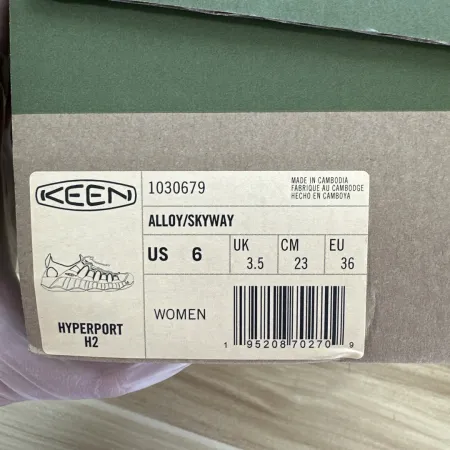 KEEN
1030679
MADE IN CAMBODIA
FABRIQUÉ AU CAMBODGE
HECHO EN CAMBOYA
ALLOY/SKYWAY
US 6
UK 3.5
CM 23
EU 36
HYPERPORT
H2
WOMEN
1 95208 70270 9